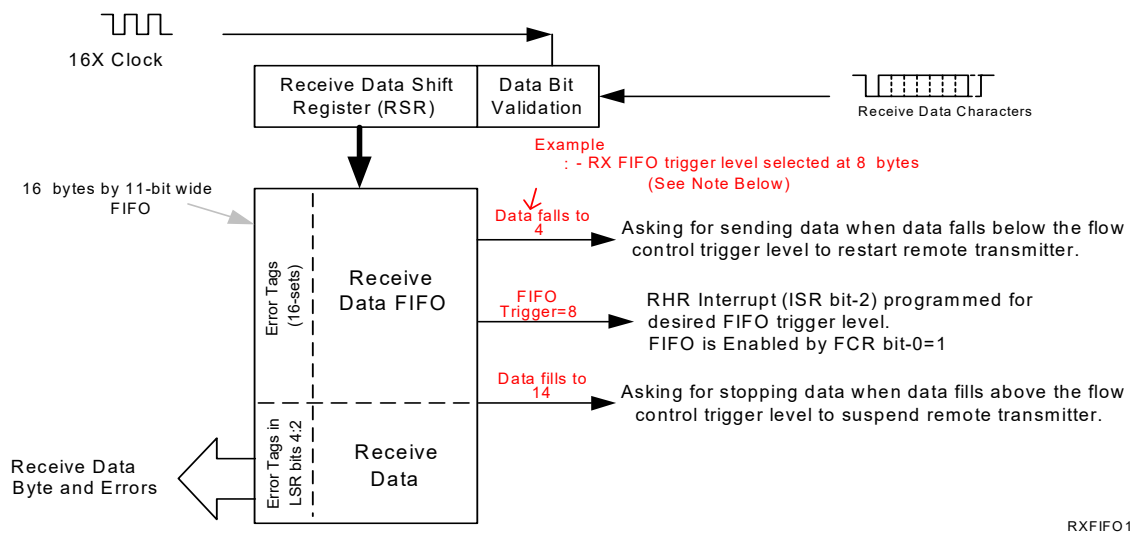 16X Clock
Receive Data Shift
Register (RSR)
Data Bit
Validation
Receive Data Characters
Example
: - RX FIFO trigger level selected at 8 bytes
(See Note Below)
16 bytes by 11-bit wide
FIFO
Data falls to
4
Asking for sending data when data falls below the flow
control trigger level to restart remote transmitter.
Error Tags
(16-sets)
Receive
Data FIFO
FIFO
Trigger=8
RHR Interrupt (ISR bit-2) programmed for
desired FIFO trigger level.
FIFO is Enabled by FCR bit-0=1
Data fills to
14
Asking for stopping data when data fills above the flow
control trigger level to suspend remote transmitter.
Error Tags in
LSR bits 4:2
Receive
Data
Receive Data
Byte and Errors
RXFIFO1